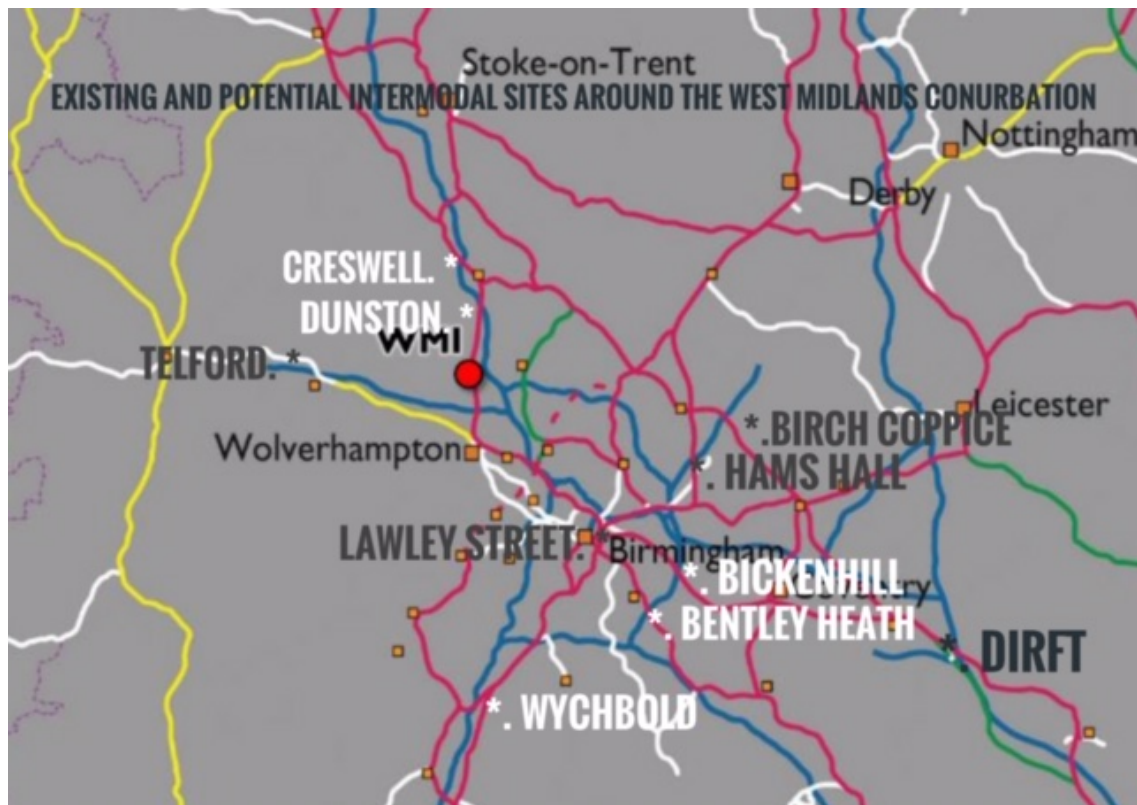 Stoke-on-Trent
EXISTING AND POTENTIAL INTERMODAL SITES AROUND THE WEST MIDLANDS CONURBATION
Nottingham
Derby
CRESWELL. *
DUNSTON. *
WMI
TELFORD. *
Leicester
*.BIRCH COPPICE
Wolverhampton
*. HAMS HALL
LAWLEY STREET. *
Birmingham
*. BICKENHILL
Coventry
*. BENTLEY HEATH
*. DIRFT
*. WYCHBOLD